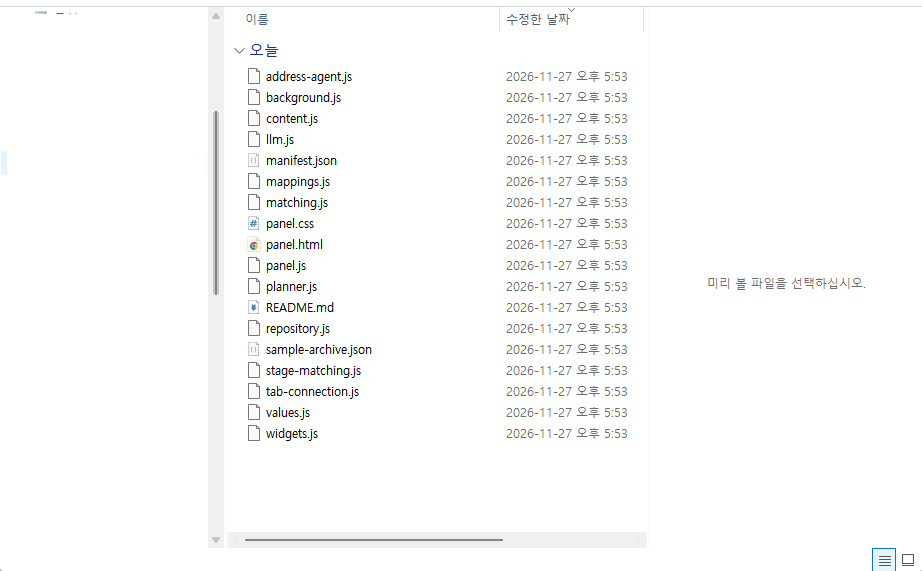 이름 수정한 날짜
오늘
address-agent.js 2026-11-27 오후 5:53
background.js 2026-11-27 오후 5:53
content.js 2026-11-27 오후 5:53
llm.js 2026-11-27 오후 5:53
manifest.json 2026-11-27 오후 5:53
mappings.js 2026-11-27 오후 5:53
matching.js 2026-11-27 오후 5:53
panel.css 2026-11-27 오후 5:53
panel.html 2026-11-27 오후 5:53
panel.js 2026-11-27 오후 5:53
planner.js 2026-11-27 오후 5:53
README.md 2026-11-27 오후 5:53
repository.js 2026-11-27 오후 5:53
sample-archive.json 2026-11-27 오후 5:53
stage-matching.js 2026-11-27 오후 5:53
tab-connection.js 2026-11-27 오후 5:53
values.js 2026-11-27 오후 5:53
widgets.js 2026-11-27 오후 5:53
미리 볼 파일을 선택하십시오.